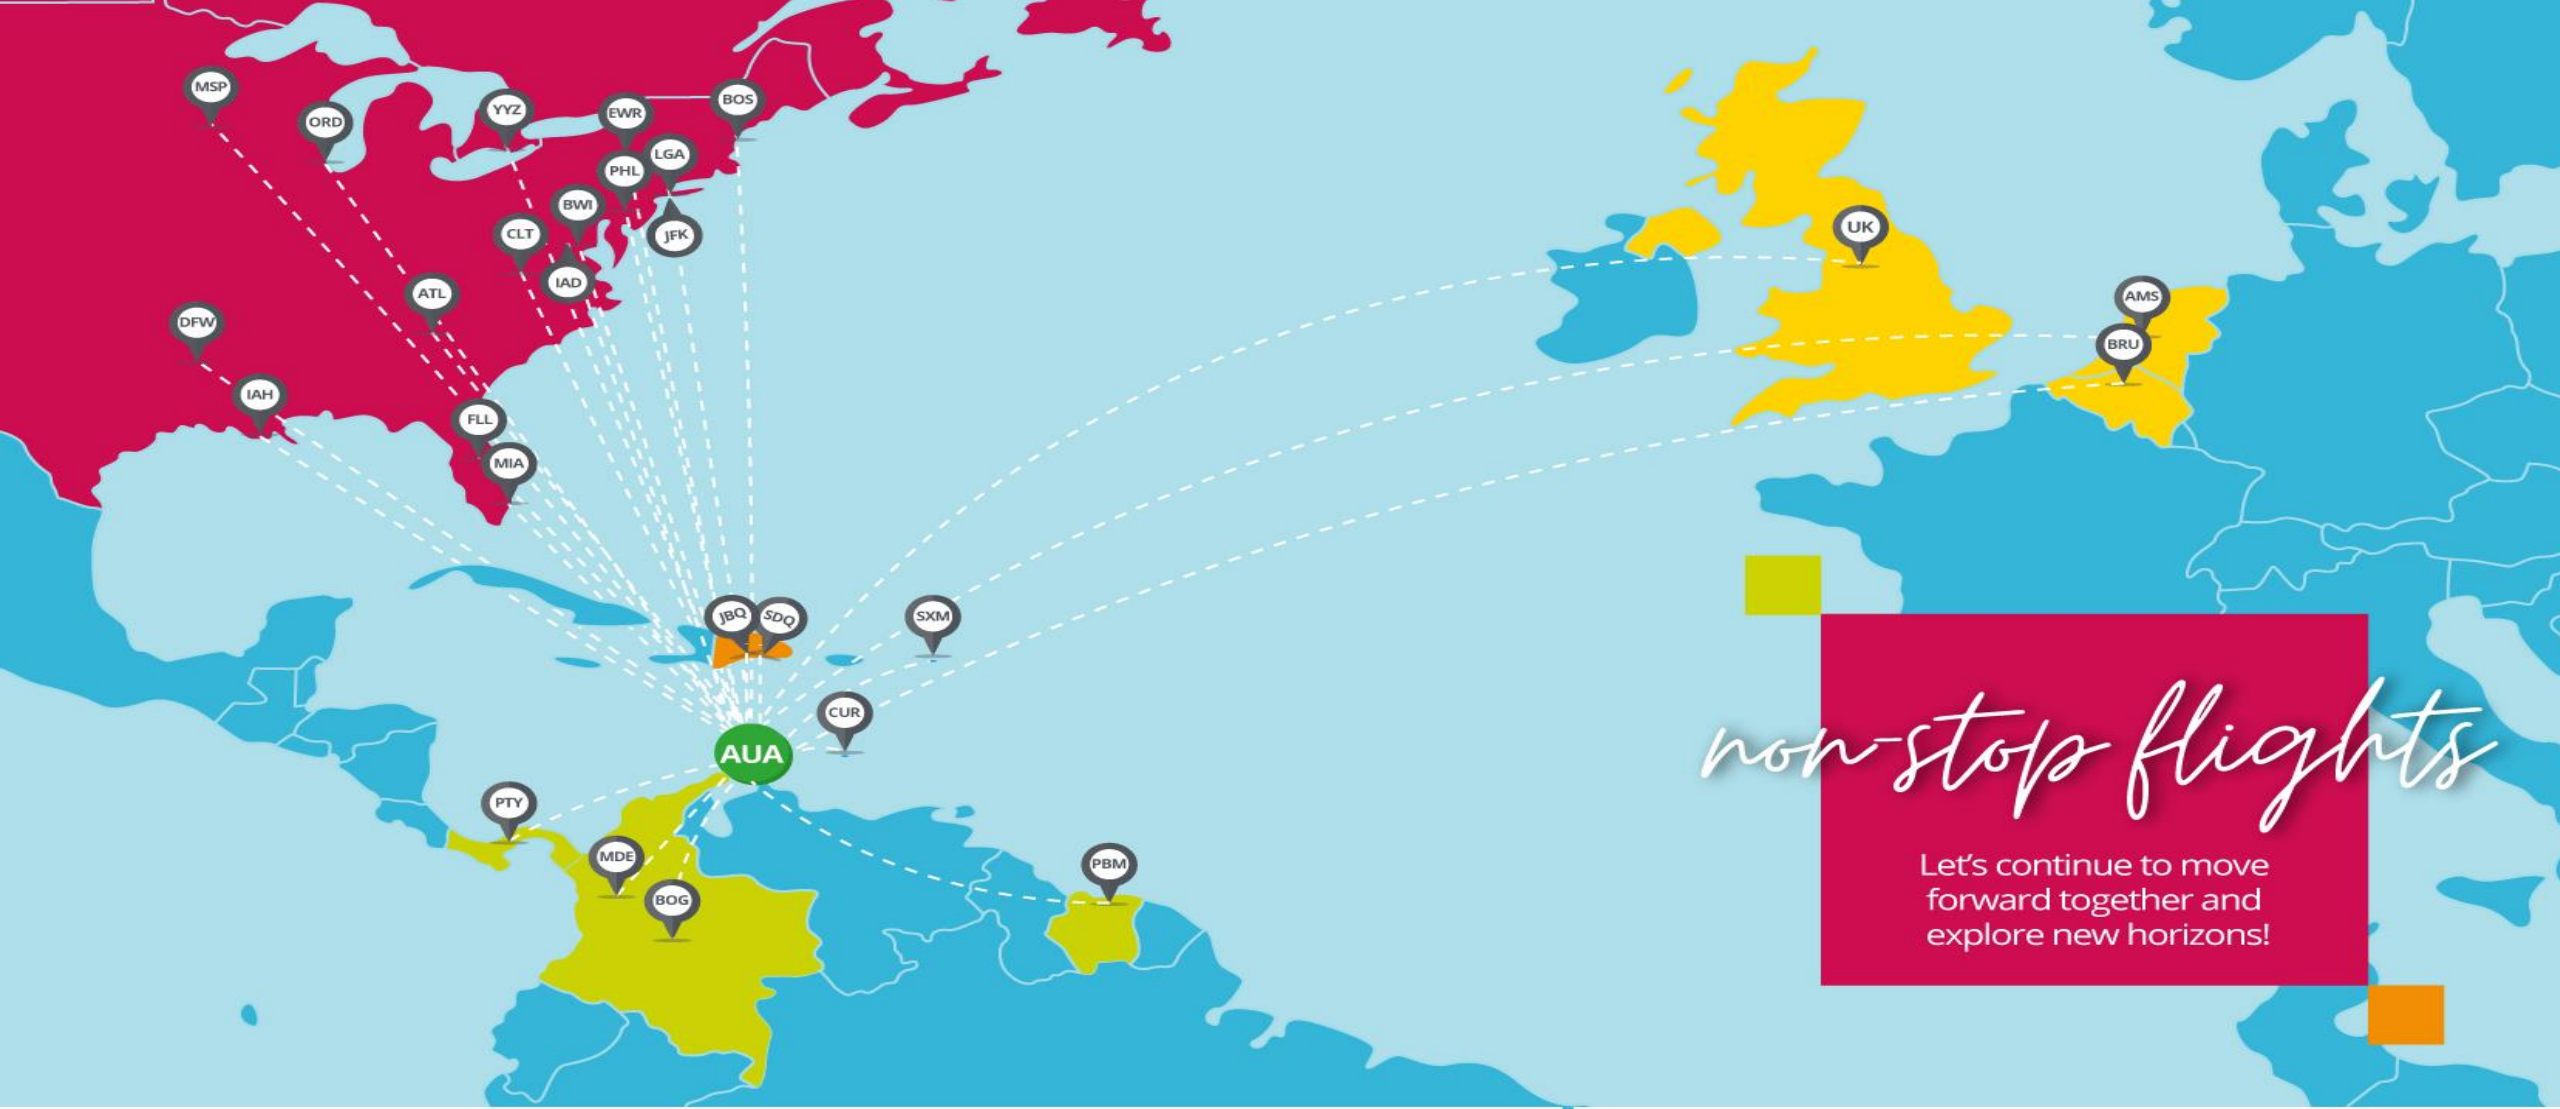 MSP
ORD
YYZ
EWR
BOS
LGA
PHL
BWI
CLT
JFK
IAD
ATL
DFW
IAH
FLL
MIA
UK
AMS
BRU
JBQ
SDQ
SXM
CUR
AUA
PTY
MDE
BOG
PBM
non-stop flights
Let's continue to move
forward together and
explore new horizons!